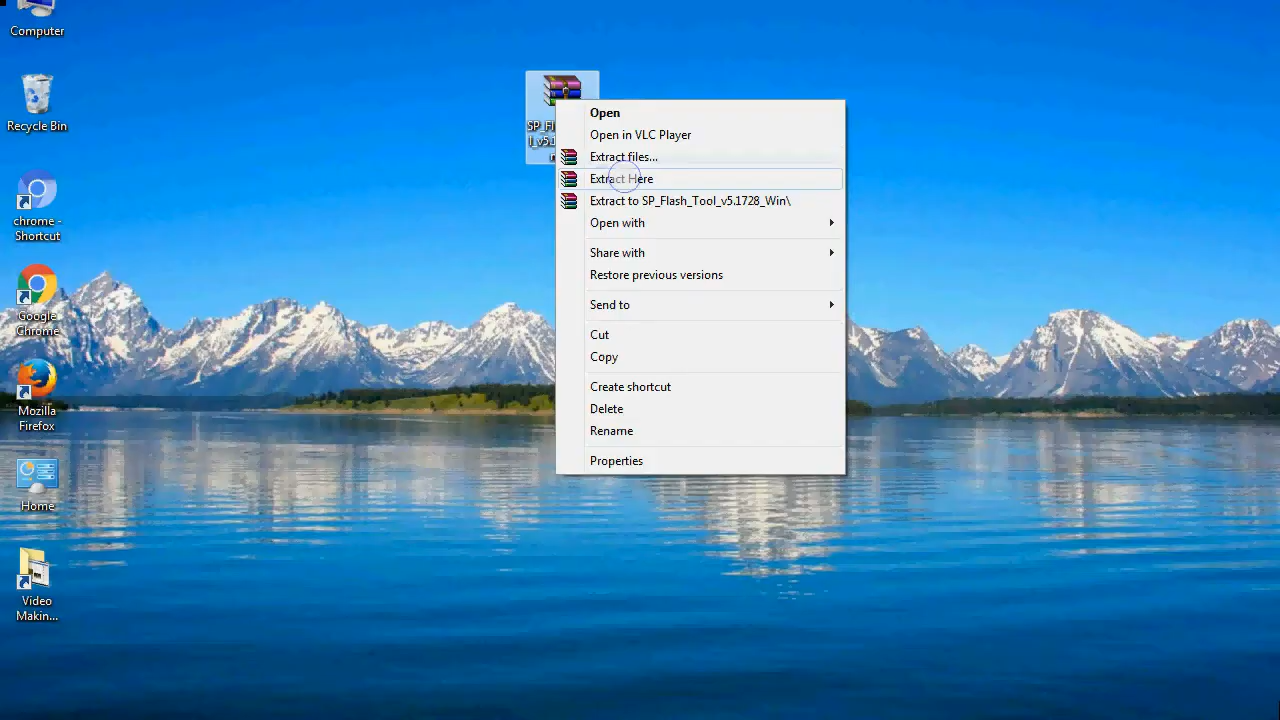 Computer
Recycle Bin
chrome -
Shortcut
Google
Chrome
Mozilla
Firefox
Home
Video
Makin...
Open
Open in VLC Player
Extract files...
Extract Here
Extract to SP_Flash_Tool_v5.1728_Win\
Open with
Share with
Restore previous versions
Send to
Cut
Copy
Create shortcut
Delete
Rename
Properties